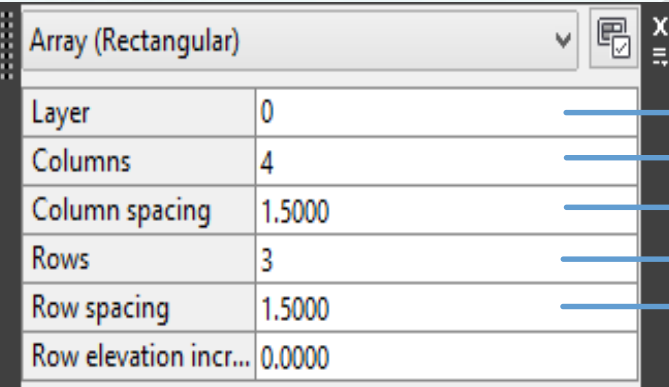 Array (Rectangular)
Layer 0
Columns 4
Column spacing 1.5000
Rows 3
Row spacing 1.5000
Row elevation incr... 0.0000